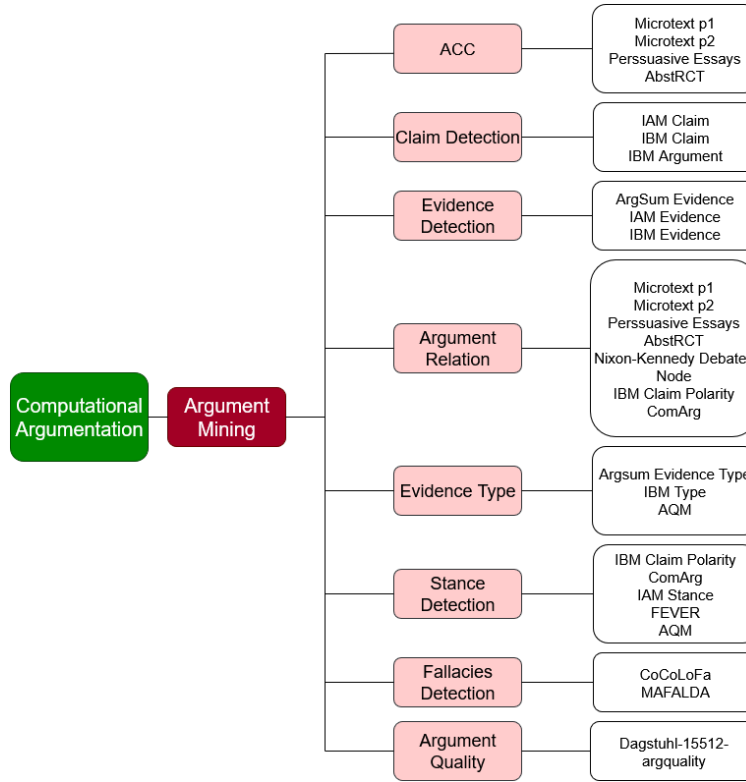 Computational
Argumentation
Argument
Mining
ACC
Microtext p1
Microtext p2
Perssuasive Essays
AbstRCT
Claim Detection
IAM Claim
IBM Claim
IBM Argument
Evidence
Detection
ArgSum Evidence
IAM Evidence
IBM Evidence
Argument
Relation
Microtext p1
Microtext p2
Perssuasive Essays
AbstRCT
Nixon-Kennedy Debate
Node
IBM Claim Polarity
ComArg
Evidence Type
Argsum Evidence Type
IBM Type
AQM
Stance
Detection
IBM Claim Polarity
ComArg
IAM Stance
FEVER
AQM
Fallacies
Detection
CoCoLoFa
MAFALDA
Argument
Quality
Dagstuhl-15512-
argquality